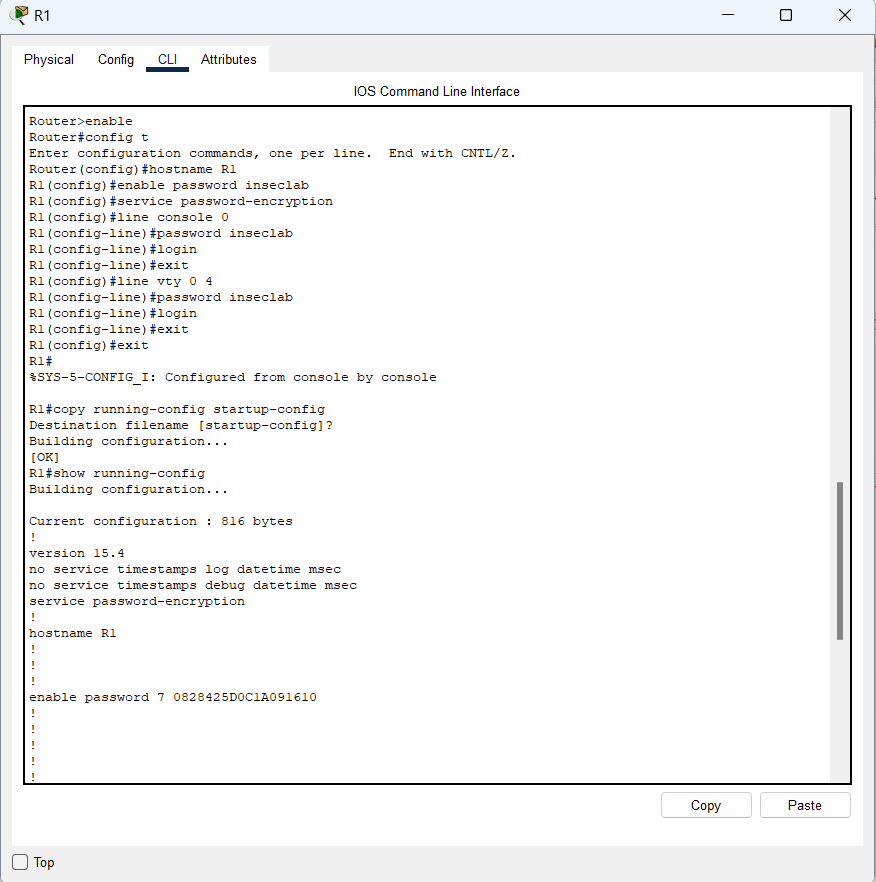 R1
Physical Config CLI Attributes
IOS Command Line Interface
Router>enable
Router#config t
Enter configuration commands, one per line.  End with CNTL/Z.
Router(config)#hostname R1
R1(config)#enable password inseclab
R1(config)#service password-encryption
R1(config)#line console 0
R1(config-line)#password inseclab
R1(config-line)#login
R1(config-line)#exit
R1(config)#line vty 0 4
R1(config-line)#password inseclab
R1(config-line)#login
R1(config-line)#exit
R1(config)#exit
R1#
%SYS-5-CONFIG_I: Configured from console by console
R1#copy running-config startup-config
Destination filename [startup-config]?
Building configuration...
[OK]
R1#show running-config
Building configuration...
Current configuration : 816 bytes
!
version 15.4
no service timestamps log datetime msec
no service timestamps debug datetime msec
service password-encryption
!
hostname R1
!
!
!
enable password 7 0828425D0C1A091610
!
!
!
!
!
Copy Paste
Top